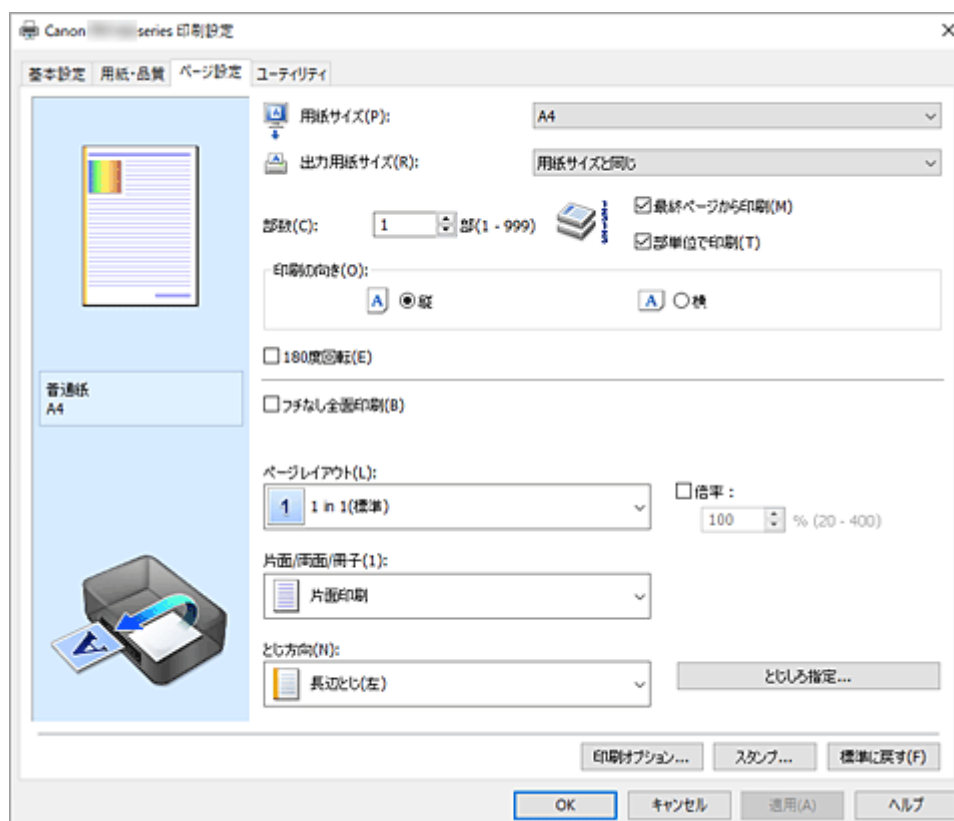 Canon series 印刷設定
基本設定 用紙・品質 ページ設定 ユーティリティ
用紙サイズ(P): A4
出力用紙サイズ(R): 用紙サイズと同じ
部数(C): 1 部(1 - 999)
最終ページから印刷(M)
部単位で印刷(T)
印刷の向き(O):
A 縦 A 横
180度回転(E)
普通紙
A4
フチなし全面印刷(B)
ページレイアウト(L):
1 1 in 1(標準)
倍率:
100 % (20 - 400)
片面/両面/冊子(1):
片面印刷
とじ方向(N):
長辺とじ(左) とじしろ指定...
A
印刷オプション... スタンプ... 標準に戻す(F)
OK キャンセル 適用(A) ヘルプ